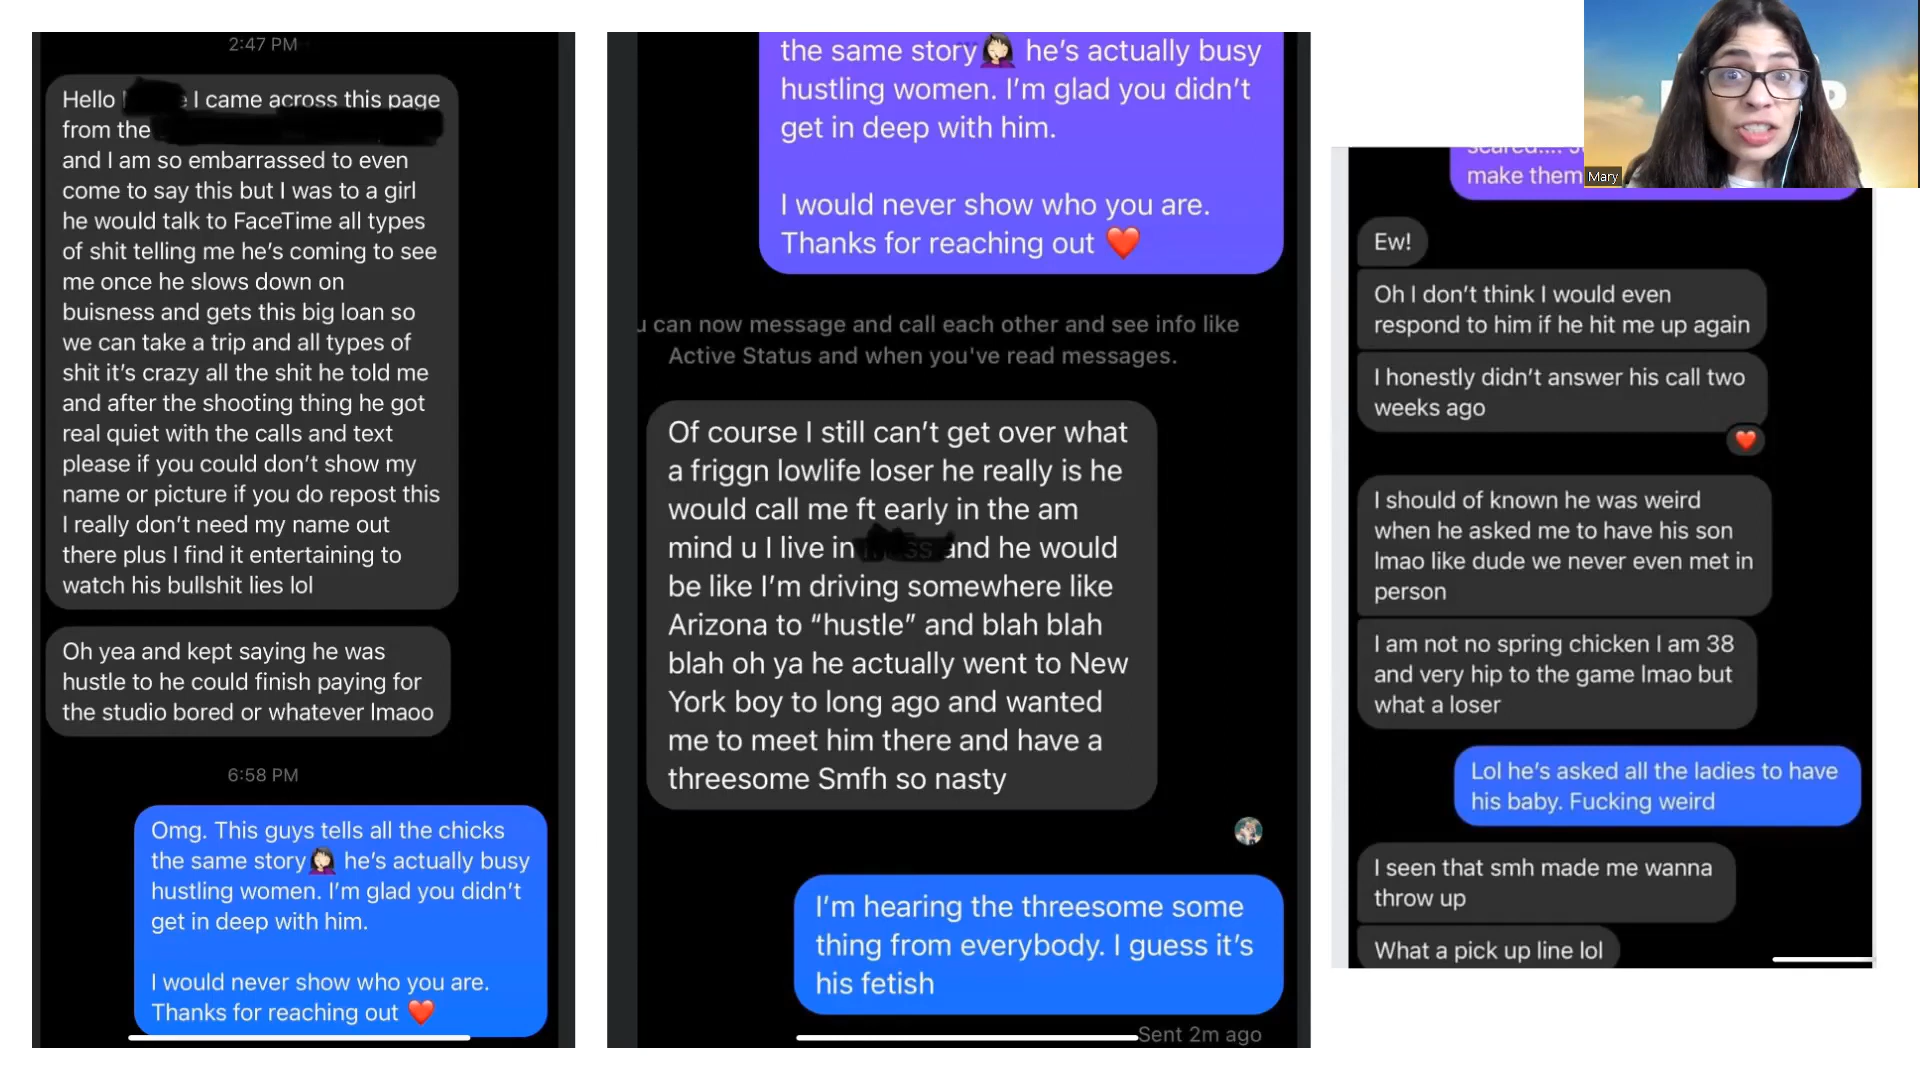 2:47 PM
Hello I came across this page
from the
and I am so embarrassed to even
come to say this but I was to a girl
he would talk to FaceTime all types
of shit telling me he's coming to see
me once he slows down on
buisness and gets this big loan so
we can take a trip and all types of
shit it's crazy all the shit he told me
and after the shooting thing he got
real quiet with the calls and text
please if you could don't show my
name or picture if you do repost this
I really don't need my name out
there plus I find it entertaining to
watch his bullshit lies lol
Oh yea and kept saying he was
hustle to he could finish paying for
the studio bored or whatever lmaoo
6:58 PM
Omg. This guys tells all the chicks
the same story🤦🏻‍♀️ he's actually busy
hustling women. I'm glad you didn't
get in deep with him.
I would never show who you are.
Thanks for reaching out ❤️
the same story🤦🏻‍♀️ he's actually busy
hustling women. I'm glad you didn't
get in deep with him.
I would never show who you are.
Thanks for reaching out ❤️
can now message and call each other and see info like
Active Status and when you've read messages.
Of course I still can't get over what
a friggn lowlife loser he really is he
would call me ft early in the am
mind u I live in and he would
be like I'm driving somewhere like
Arizona to “hustle” and blah blah
blah oh ya he actually went to New
York boy to long ago and wanted
me to meet him there and have a
threesome Smfh so nasty
I'm hearing the threesome some
thing from everybody. I guess it's
his fetish
Sent 2m ago
Mary
scared....
make them
Ew!
Oh I don't think I would even
respond to him if he hit me up again
I honestly didn't answer his call two
weeks ago
❤️
I should of known he was weird
when he asked me to have his son
lmao like dude we never even met in
person
I am not no spring chicken I am 38
and very hip to the game lmao but
what a loser
Lol he's asked all the ladies to have
his baby. Fucking weird
I seen that smh made me wanna
throw up
What a pick up line lol